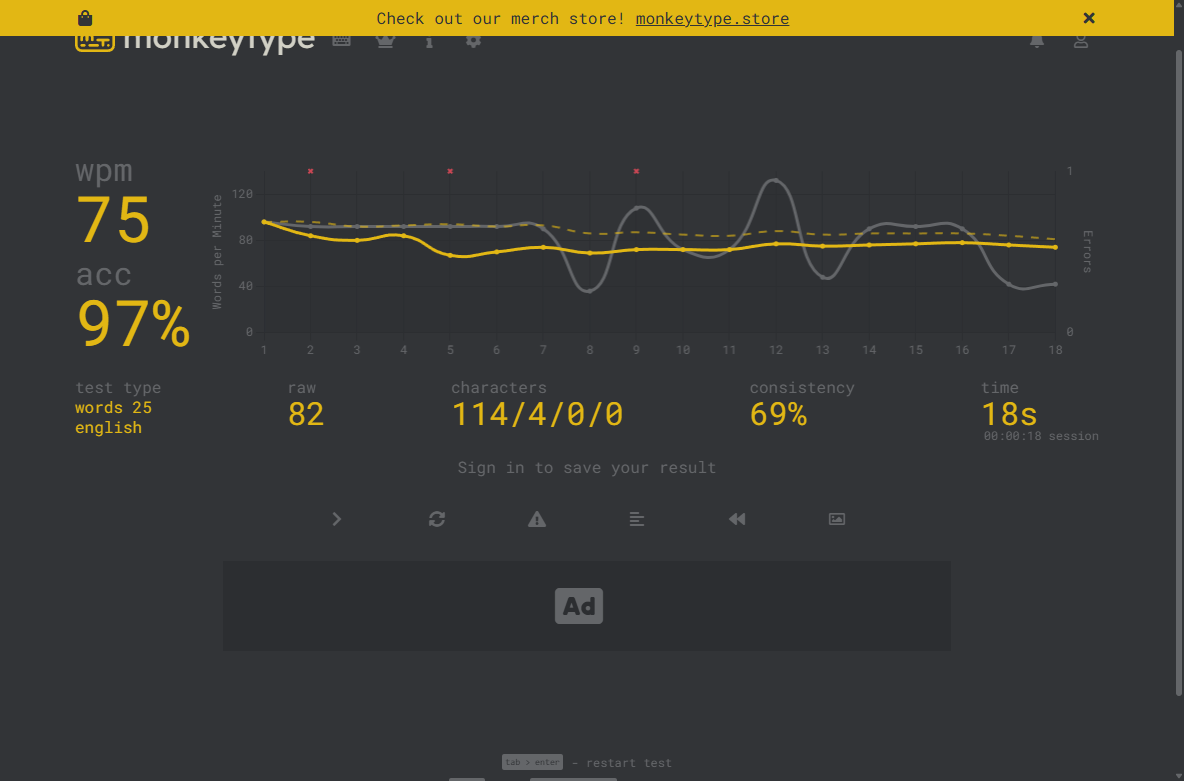 Check out our merch store! monkeytype.store
monkeytype
wpm
75
acc
97%
Words per Minute
120
80
40
0
1 2 3 4 5 6 7 8 9 10 11 12 13 14 15 16 17 18
1
0
Errors
test type
words 25
english
raw
82
characters
114/4/0/0
consistency
69%
time
18s
00:00:18 session
Sign in to save your result
Ad
tab > enter - restart test